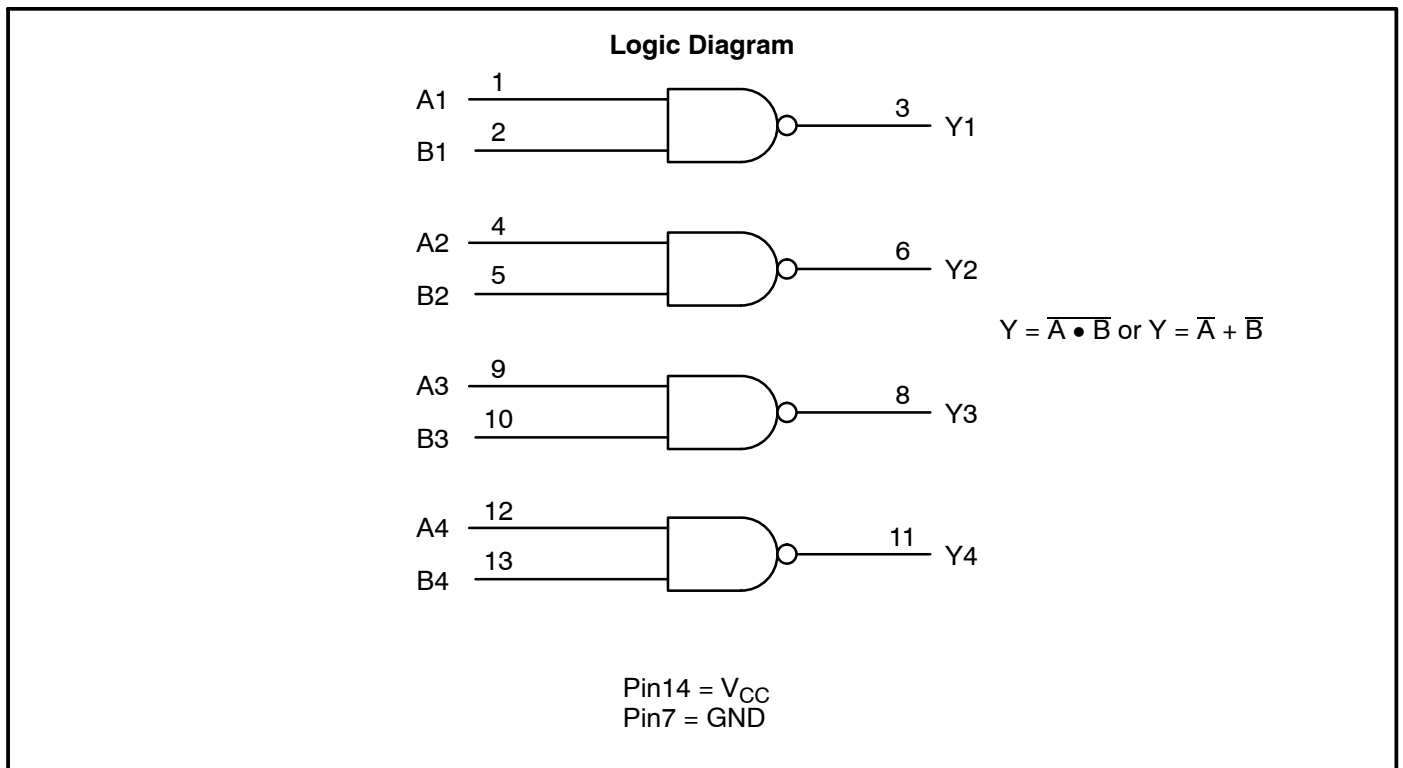 Logic Diagram
A1 1
B1 2
3 Y1
A2 4
B2 5
6 Y2
Y = A̅ ̅•̅ ̅B̅ or Y = A̅ + B̅
A3 9
B3 10
8 Y3
A4 12
B4 13
11 Y4
Pin14 = VCC
Pin7 = GND